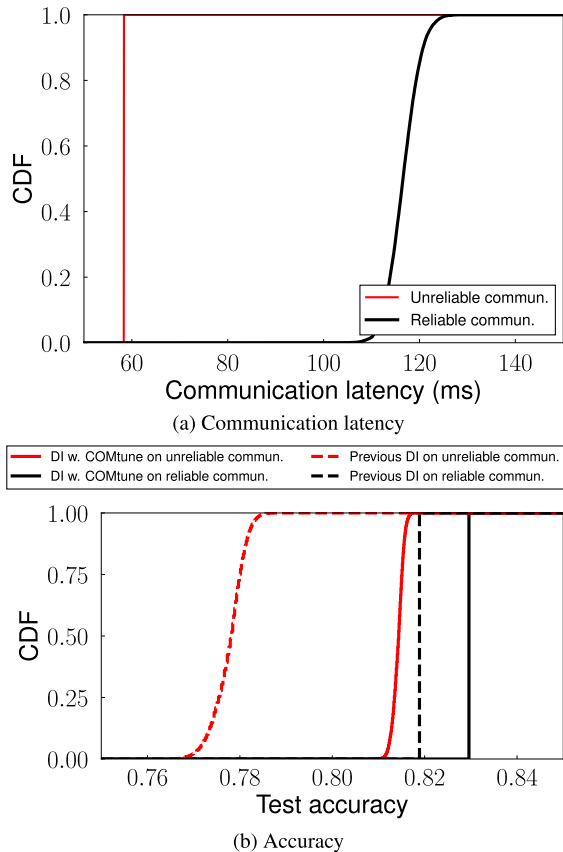 1.0
0.8
0.6
0.4
0.2
0.0
CDF
Unreliable commun.
Reliable commun.
60 80 100 120 140
Communication latency (ms)
(a) Communication latency
DI w. COMtune on unreliable commun. Previous DI on unreliable commun.
DI w. COMtune on reliable commun. Previous DI on reliable commun.
1.00
0.75
0.50
0.25
0.00
CDF
0.76 0.78 0.80 0.82 0.84
Test accuracy
(b) Accuracy